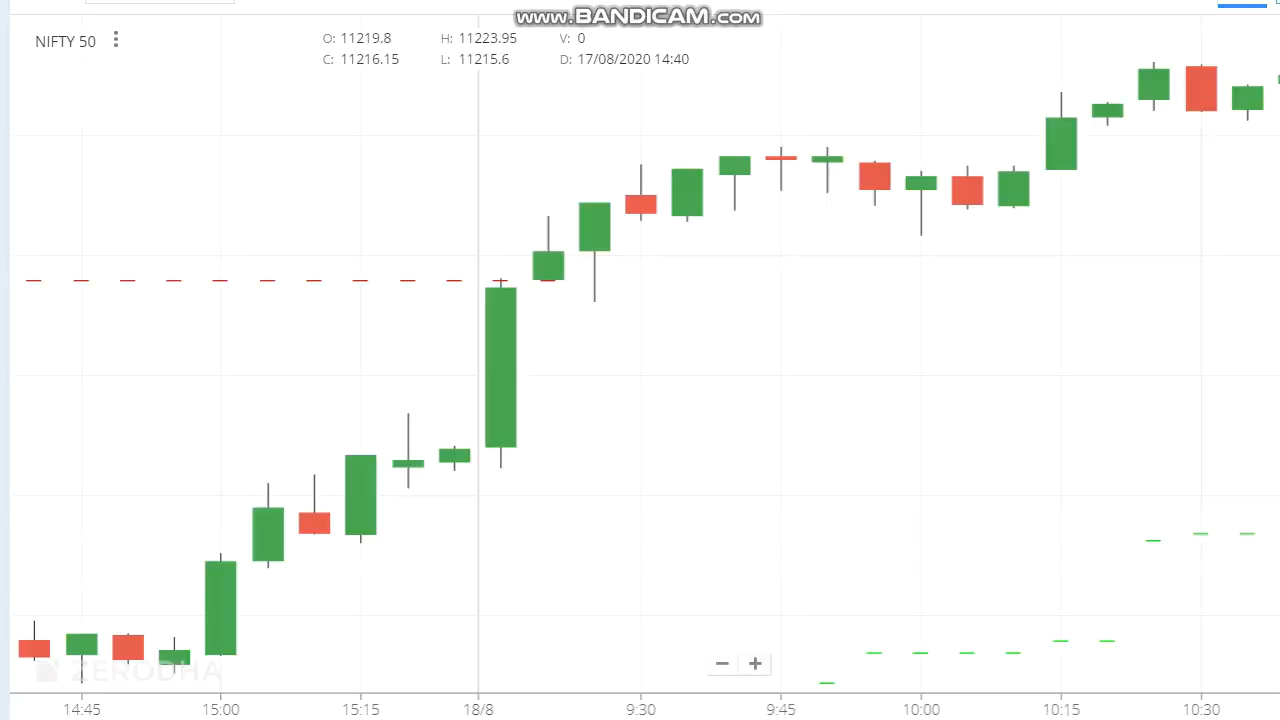 www.BANDICAM.com
NIFTY 50
O: 11219.8 H: 11223.95 V: 0
C: 11216.15 L: 11215.6 D: 17/08/2020 14:40
ZERODHA
14:45 15:00 15:15 18/8 9:30 9:45 10:00 10:15 10:30